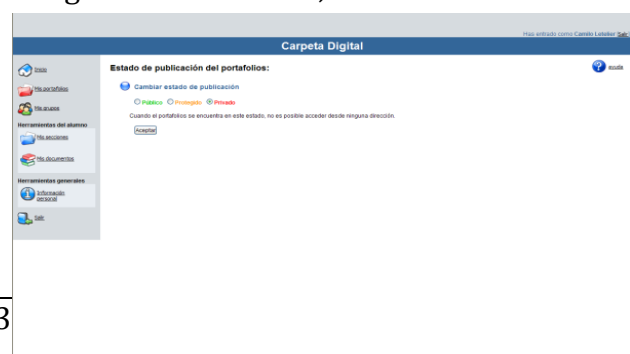 Has entrado como Camilo Letelier Salir
Carpeta Digital
Inicio
Mis portafolios
Mis grupos
Herramientas del alumno
Mis secciones
Mis documentos
Herramientas generales
Información
personal
Salir
Estado de publicación del portafolios:
ayuda
Cambiar estado de publicación
Público Protegido Privado
Cuando el portafolios se encuentra en este estado, no es posible acceder desde ninguna dirección.
Aceptar
3